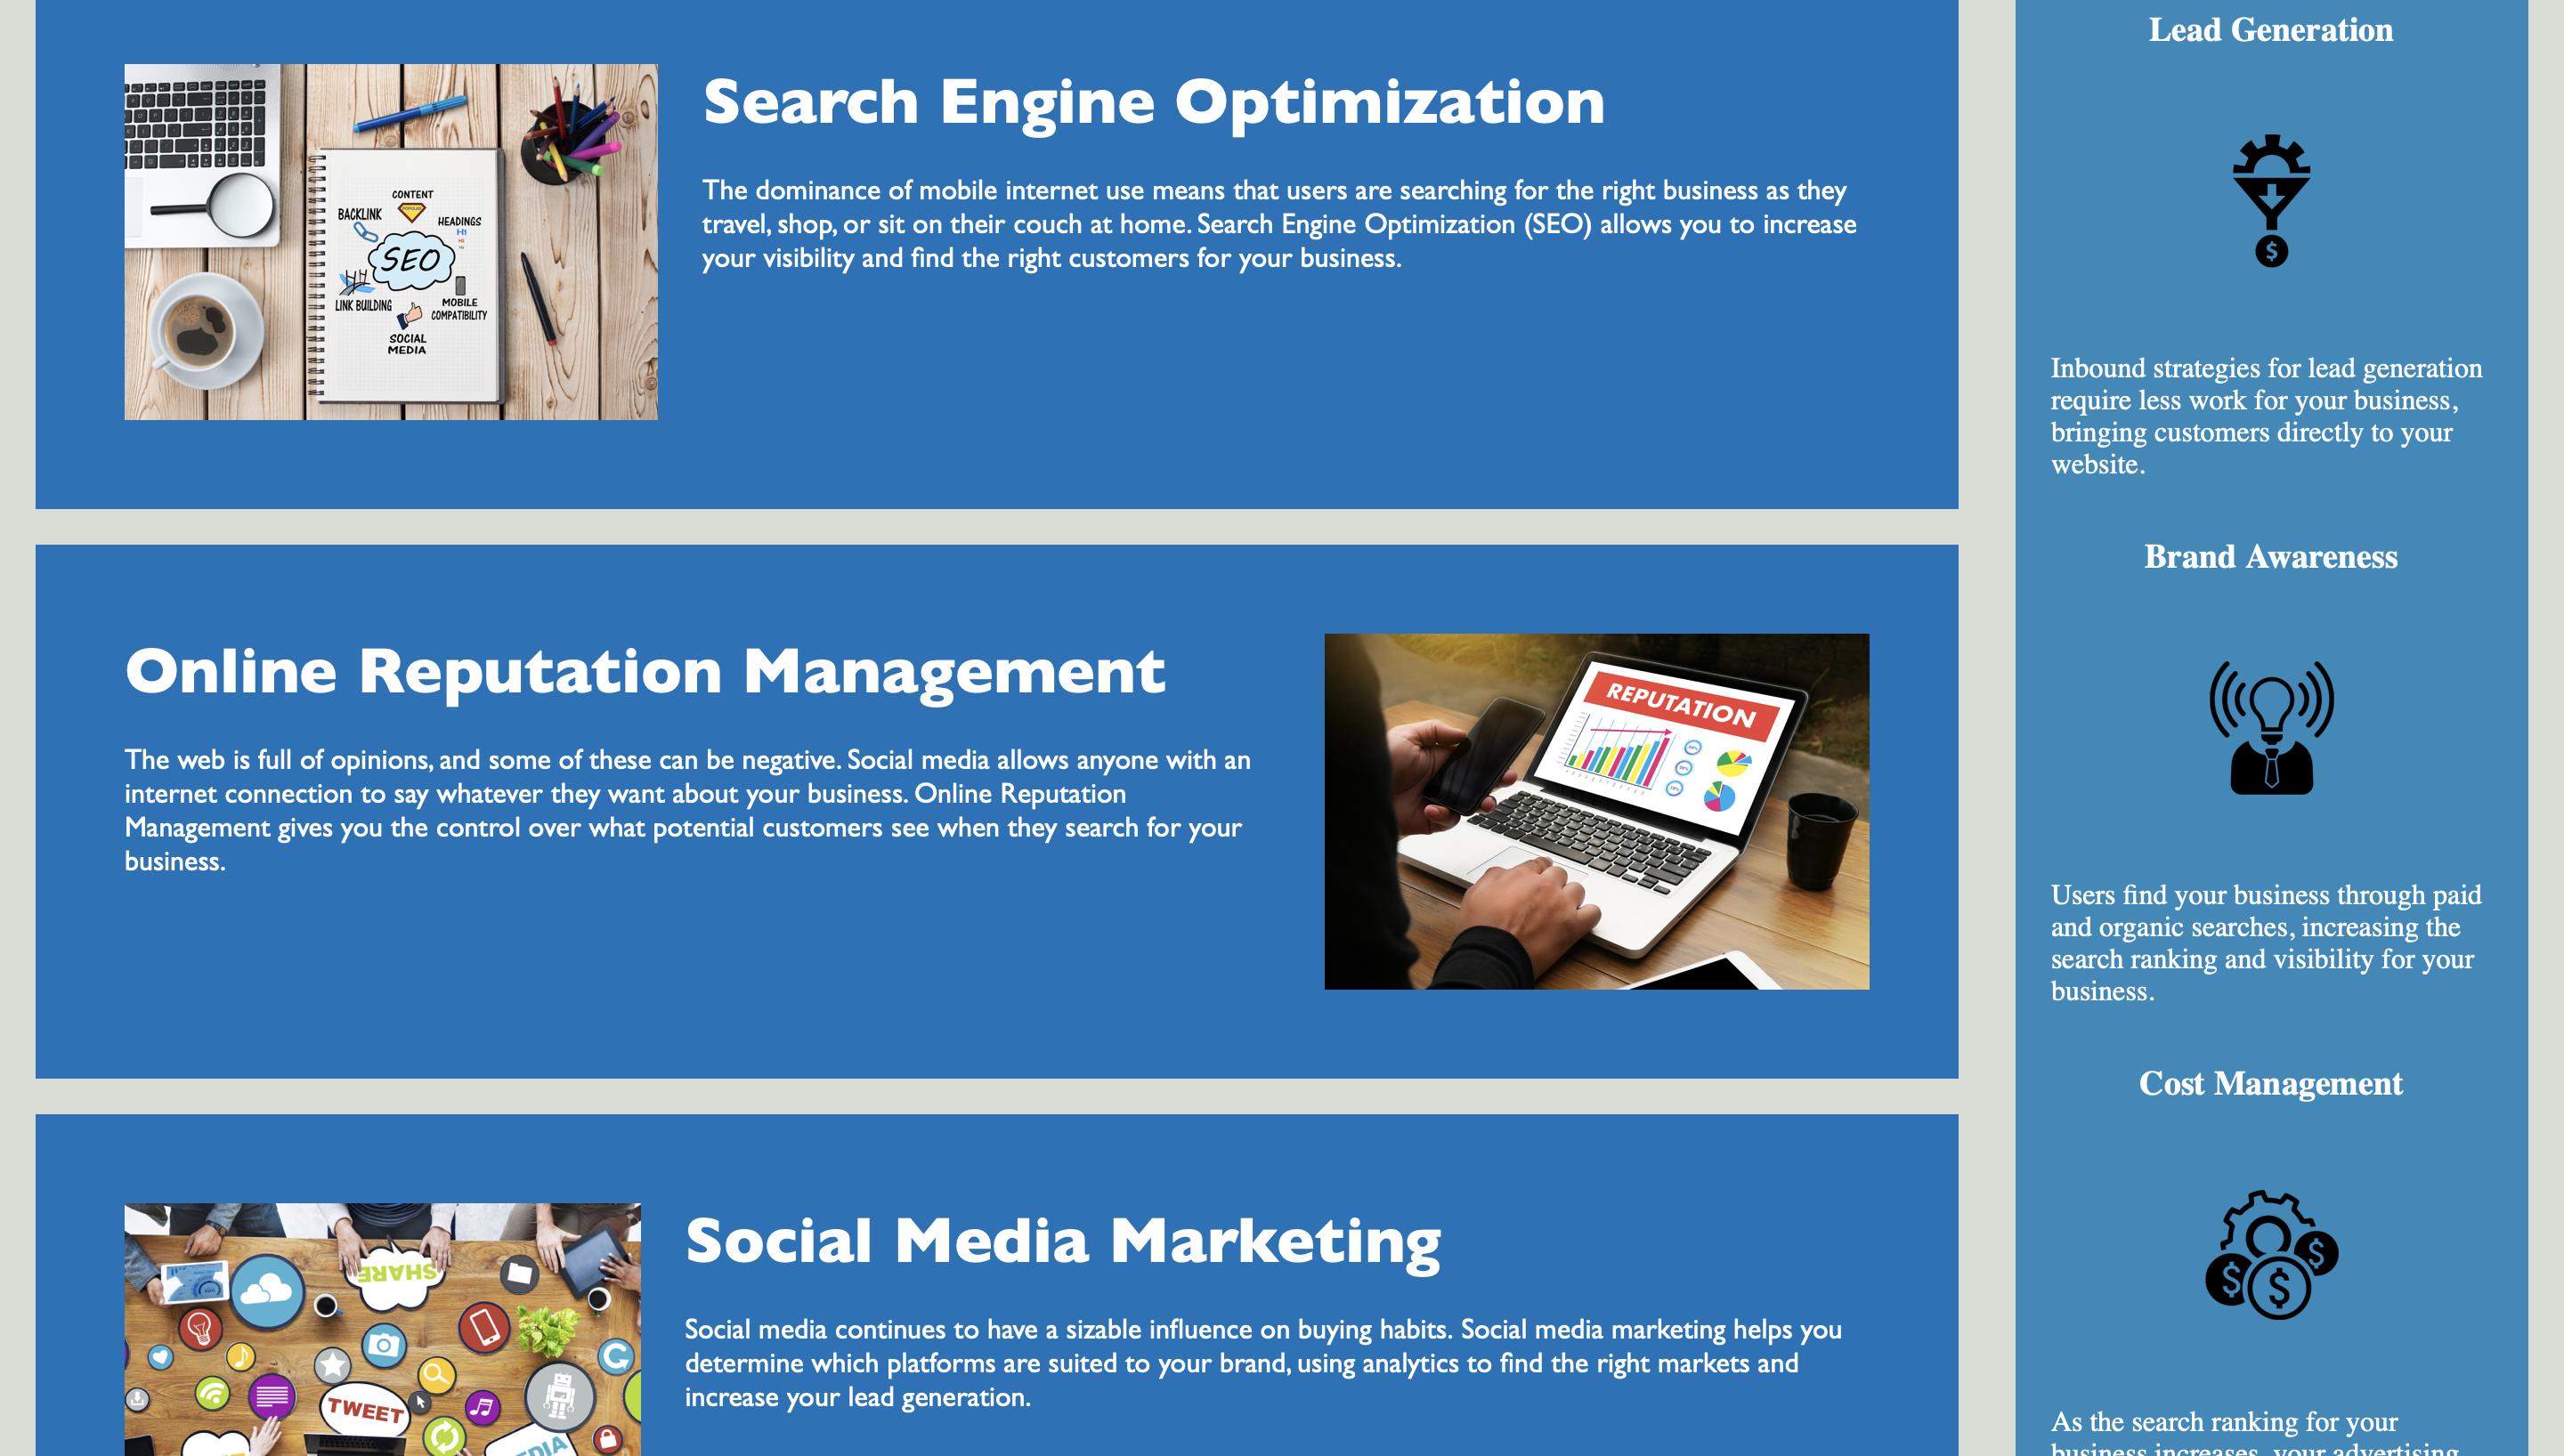 Search Engine Optimization
The dominance of mobile internet use means that users are searching for the right business as they
travel, shop, or sit on their couch at home. Search Engine Optimization (SEO) allows you to increase
your visibility and find the right customers for your business.
CONTENT
BACKLINK
HEADINGS
H1
SEO
LINK BUILDING
MOBILE
COMPATIBILITY
SOCIAL
MEDIA
Online Reputation Management
The web is full of opinions, and some of these can be negative. Social media allows anyone with an
internet connection to say whatever they want about your business. Online Reputation
Management gives you the control over what potential customers see when they search for your
business.
REPUTATION
Social Media Marketing
Social media continues to have a sizable influence on buying habits. Social media marketing helps you
determine which platforms are suited to your brand, using analytics to find the right markets and
increase your lead generation.
SHARE
TWEET
Lead Generation
$
Inbound strategies for lead generation
require less work for your business,
bringing customers directly to your
website.
Brand Awareness
Users find your business through paid
and organic searches, increasing the
search ranking and visibility for your
business.
Cost Management
$
$ $
As the search ranking for your
business increases, your advertising